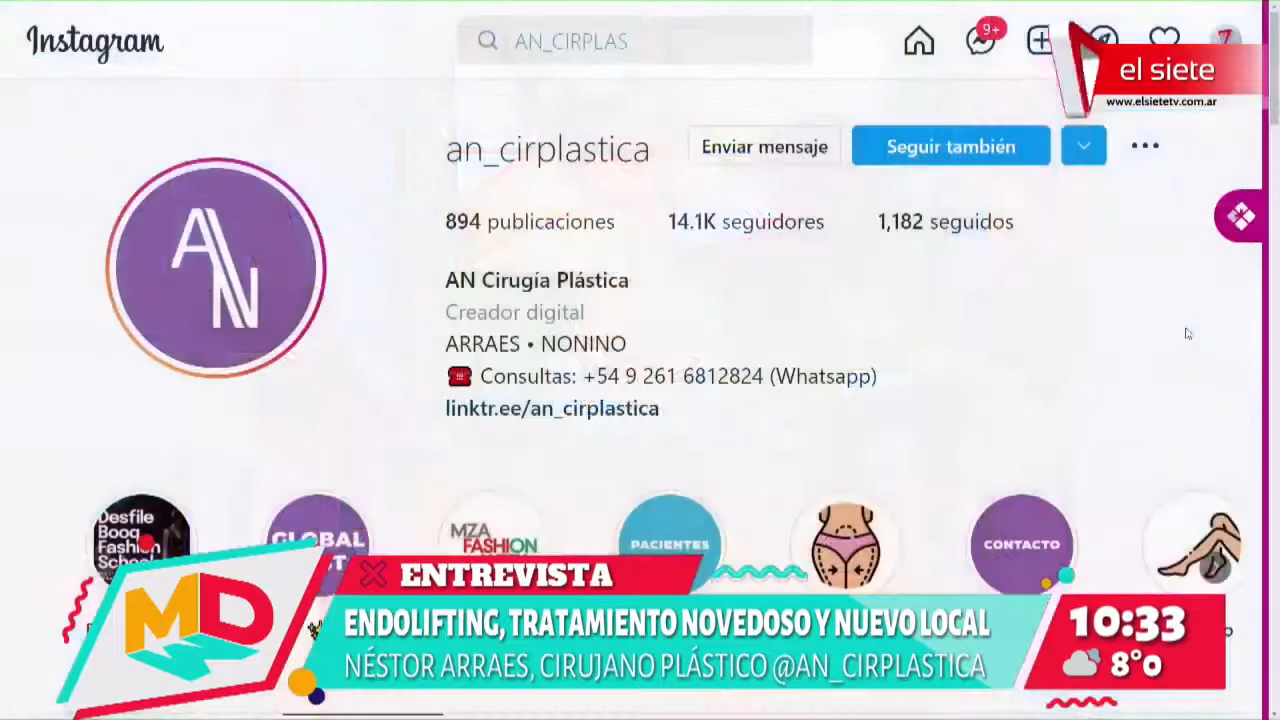 Instagram
AN_CIRPLAS
9+
el siete
www.elsietetv.com.ar
an_cirplastica
Enviar mensaje
Seguir también
894 publicaciones
14.1K seguidores
1,182 seguidos
AN
AN Cirugía Plástica
Creador digital
ARRAES • NONINO
Consultas: +54 9 261 6812824 (Whatsapp)
linktr.ee/an_cirplastica
Desfile
Booq
Fashion
School
GLOBAL
MZA
FASHION
PACIENTES
CONTACTO
MD
ENTREVISTA
ENDOLIFTING, TRATAMIENTO NOVEDOSO Y NUEVO LOCAL
NÉSTOR ARRAES, CIRUJANO PLÁSTICO @AN_CIRPLASTICA
10:33
8°